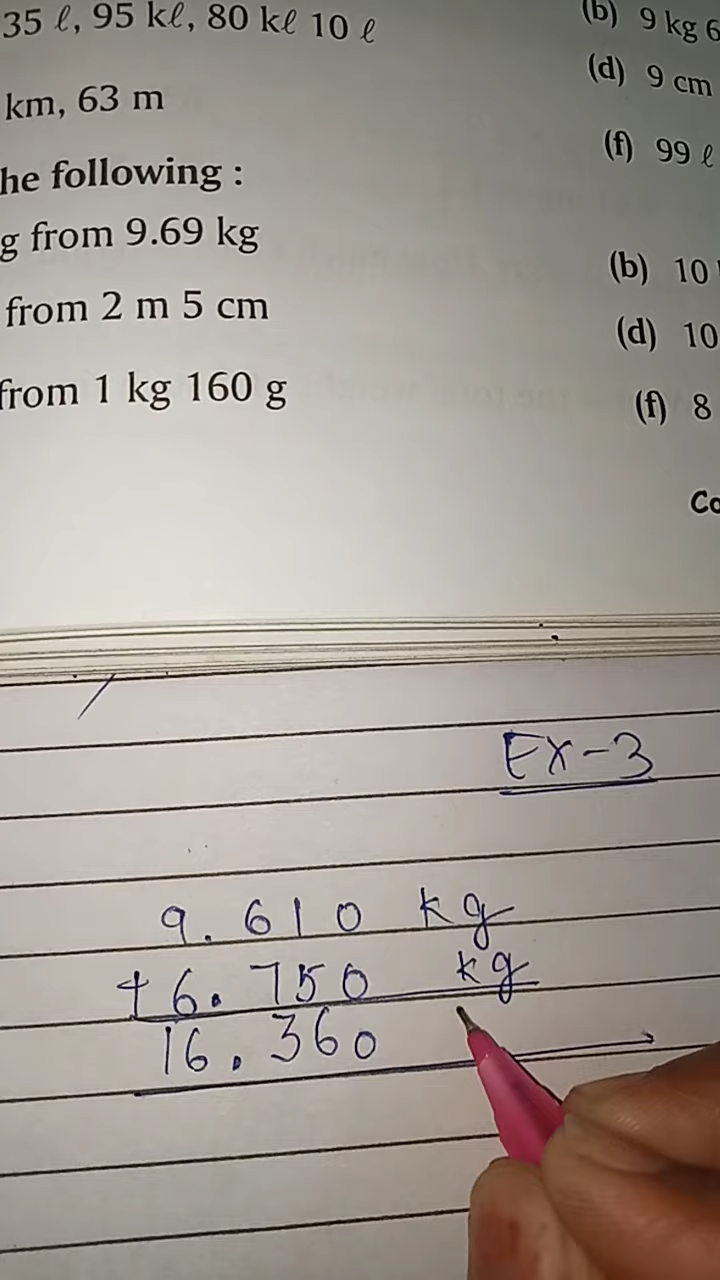 35 ℓ, 95 kℓ, 80 kℓ 10 ℓ
(b) 9 kg 6
km, 63 m
(d) 9 cm
(f) 99 ℓ
he following :
g from 9.69 kg
(b) 10
from 2 m 5 cm
(d) 10
from 1 kg 160 g
(f) 8
Co
Ex-3
9.610 kg
+6.750 kg
16.360